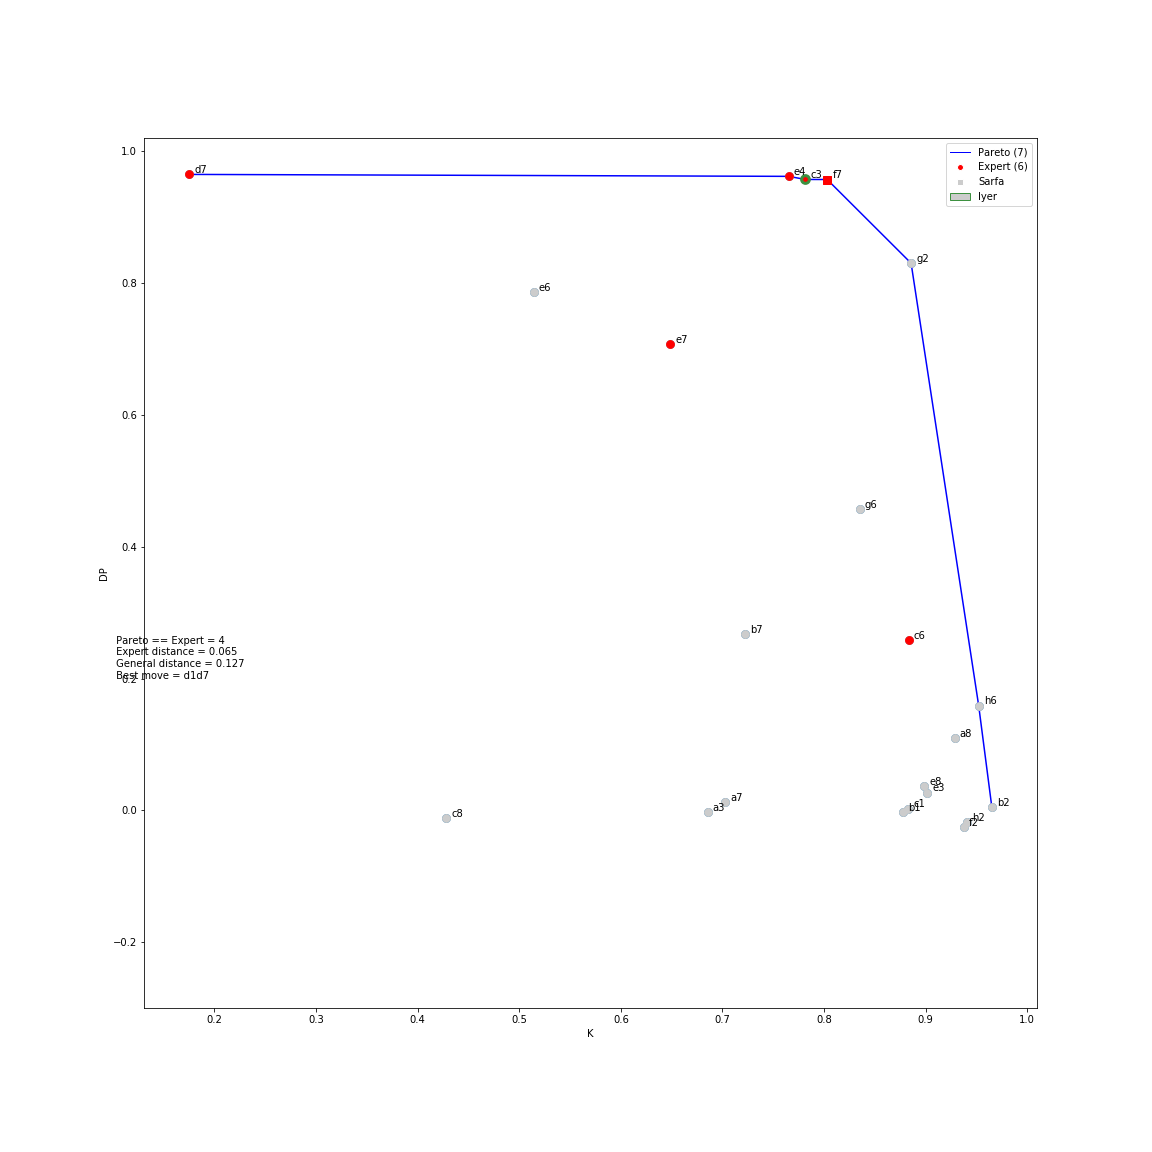 1.0
0.8
0.6
0.4
0.2
0.0
−0.2
DP
0.2 0.3 0.4 0.5 0.6 0.7 0.8 0.9 1.0
K
Pareto (7)
Expert (6)
Sarfa
Iyer
d7
e4
c3
f7
g2
e6
e7
g6
b7
c6
h6
a8
e8
e3
b2
a7
a3
c1
b1
h2
f2
c8
Pareto == Expert = 4
Expert distance = 0.065
General distance = 0.127
Best move = d1d7